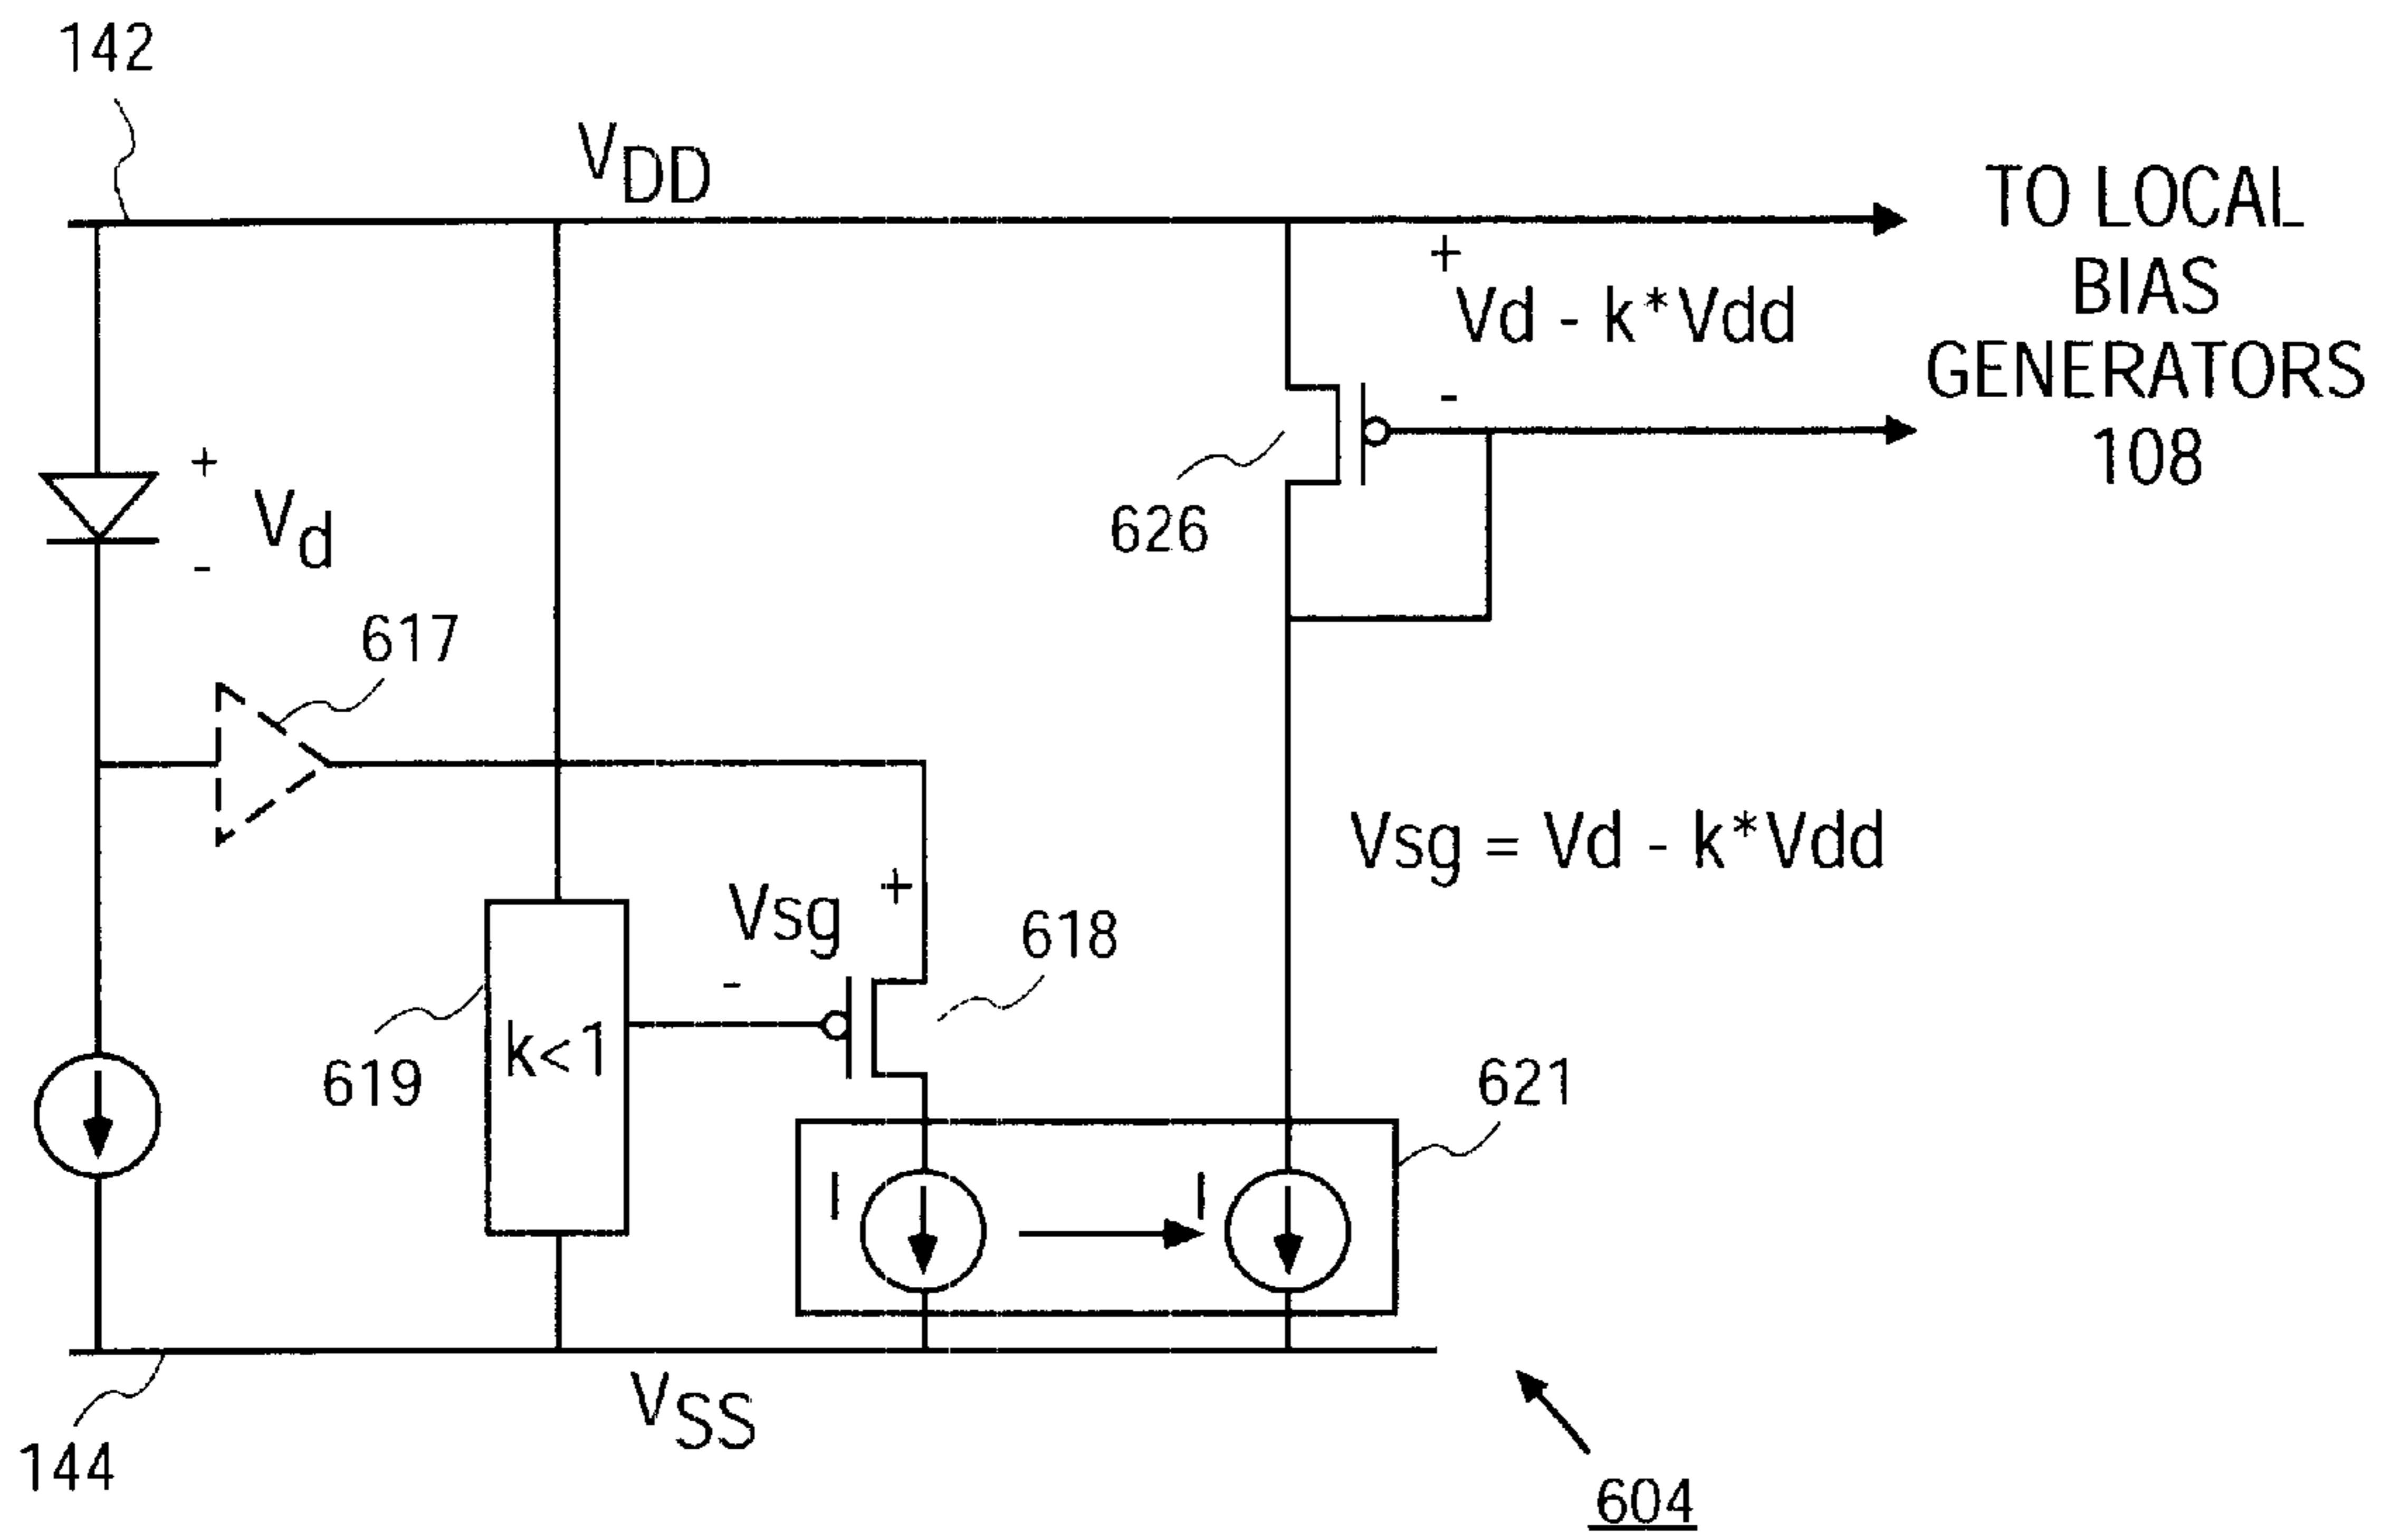 142
VDD
TO LOCAL
BIAS
GENERATORS
108
+
Vd - k*Vdd
-
+
Vd
-
626
617
Vsg = Vd - k*Vdd
Vsg +
-
618
k<1
619
621
I
I
VSS
144
604